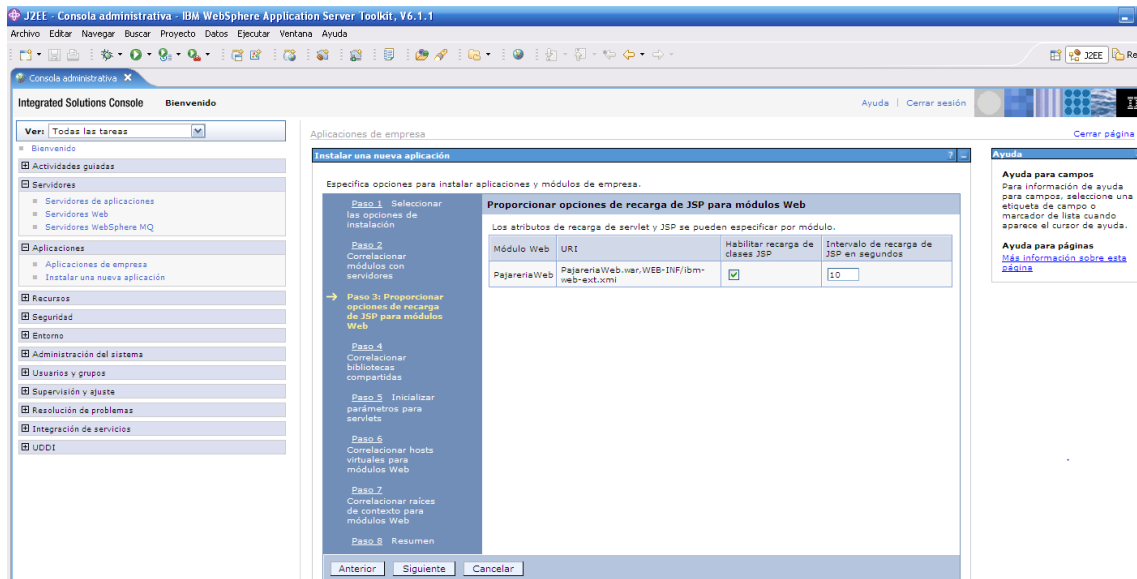 J2EE - Consola administrativa - IBM WebSphere Application Server Toolkit, V6.1.1
Archivo Editar Navegar Buscar Proyecto Datos Ejecutar Ventana Ayuda
J2EE
Re
Consola administrativa
Integrated Solutions Console Bienvenido
Ayuda | Cerrar sesión
Ver: Todas las tareas
Bienvenido
Actividades guiadas
Servidores
Servidores de aplicaciones
Servidores Web
Servidores WebSphere MQ
Aplicaciones
Aplicaciones de empresa
Instalar una nueva aplicación
Recursos
Seguridad
Entorno
Administración del sistema
Usuarios y grupos
Supervisión y ajuste
Resolución de problemas
Integración de servicios
UDDI
Aplicaciones de empresa
Cerrar página
Instalar una nueva aplicación ? -
Especifica opciones para instalar aplicaciones y módulos de empresa.
Paso 1 Seleccionar
las opciones de
instalación
Paso 2
Correlacionar
módulos con
servidores
Paso 3: Proporcionar
opciones de recarga
de JSP para módulos
Web
Paso 4
Correlacionar
bibliotecas
compartidas
Paso 5 Inicializar
parámetros para
servlets
Paso 6
Correlacionar hosts
virtuales para
módulos Web
Paso 7
Correlacionar raíces
de contexto para
módulos Web
Paso 8 Resumen
Proporcionar opciones de recarga de JSP para módulos Web
Los atributos de recarga de servlet y JSP se pueden especificar por módulo.
Módulo Web
URI
Habilitar recarga de
clases JSP
Intervalo de recarga de
JSP en segundos
PajareriaWeb
PajareriaWeb.war,WEB-INF/ibm-
web-ext.xmi
10
Anterior Siguiente Cancelar
Ayuda
Ayuda para campos
Para información de ayuda
para campos, seleccione una
etiqueta de campo o
marcador de lista cuando
aparece el cursor de ayuda.
Ayuda para páginas
Más información sobre esta
página